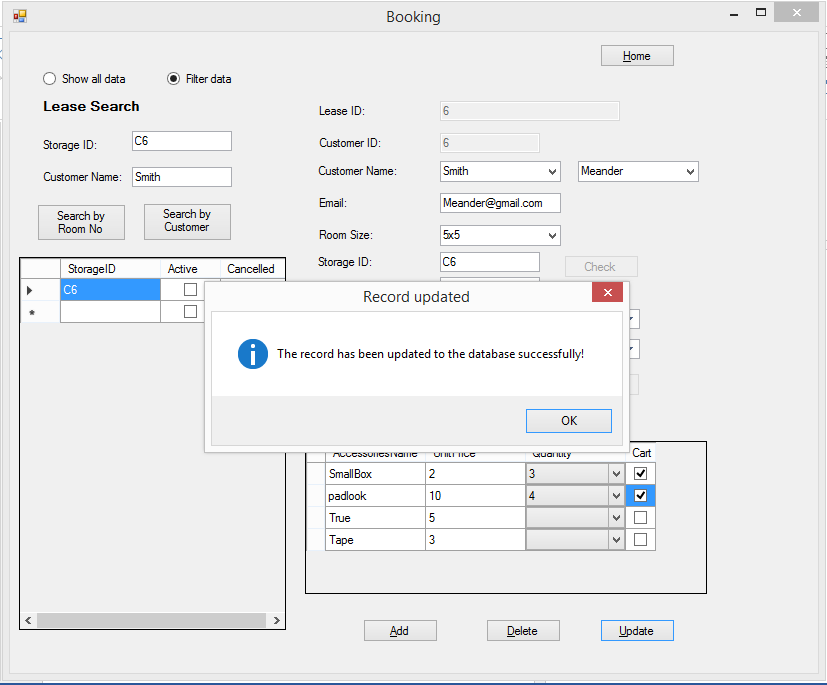 Booking
Home
Show all data
Filter data
Lease Search
Storage ID: C6
Customer Name: Smith
Search by Room No
Search by Customer
Lease ID: 6
Customer ID: 6
Customer Name: Smith Meander
Email: Meander@gmail.com
Room Size: 5x5
Storage ID: C6
Check
StorageID Active Cancelled
C6
Record updated
The record has been updated to the database successfully!
OK
AccessoriesName UnitPrice Quantity Cart
SmallBox 2 3
padlook 10 4
True 5
Tape 3
Add
Delete
Update